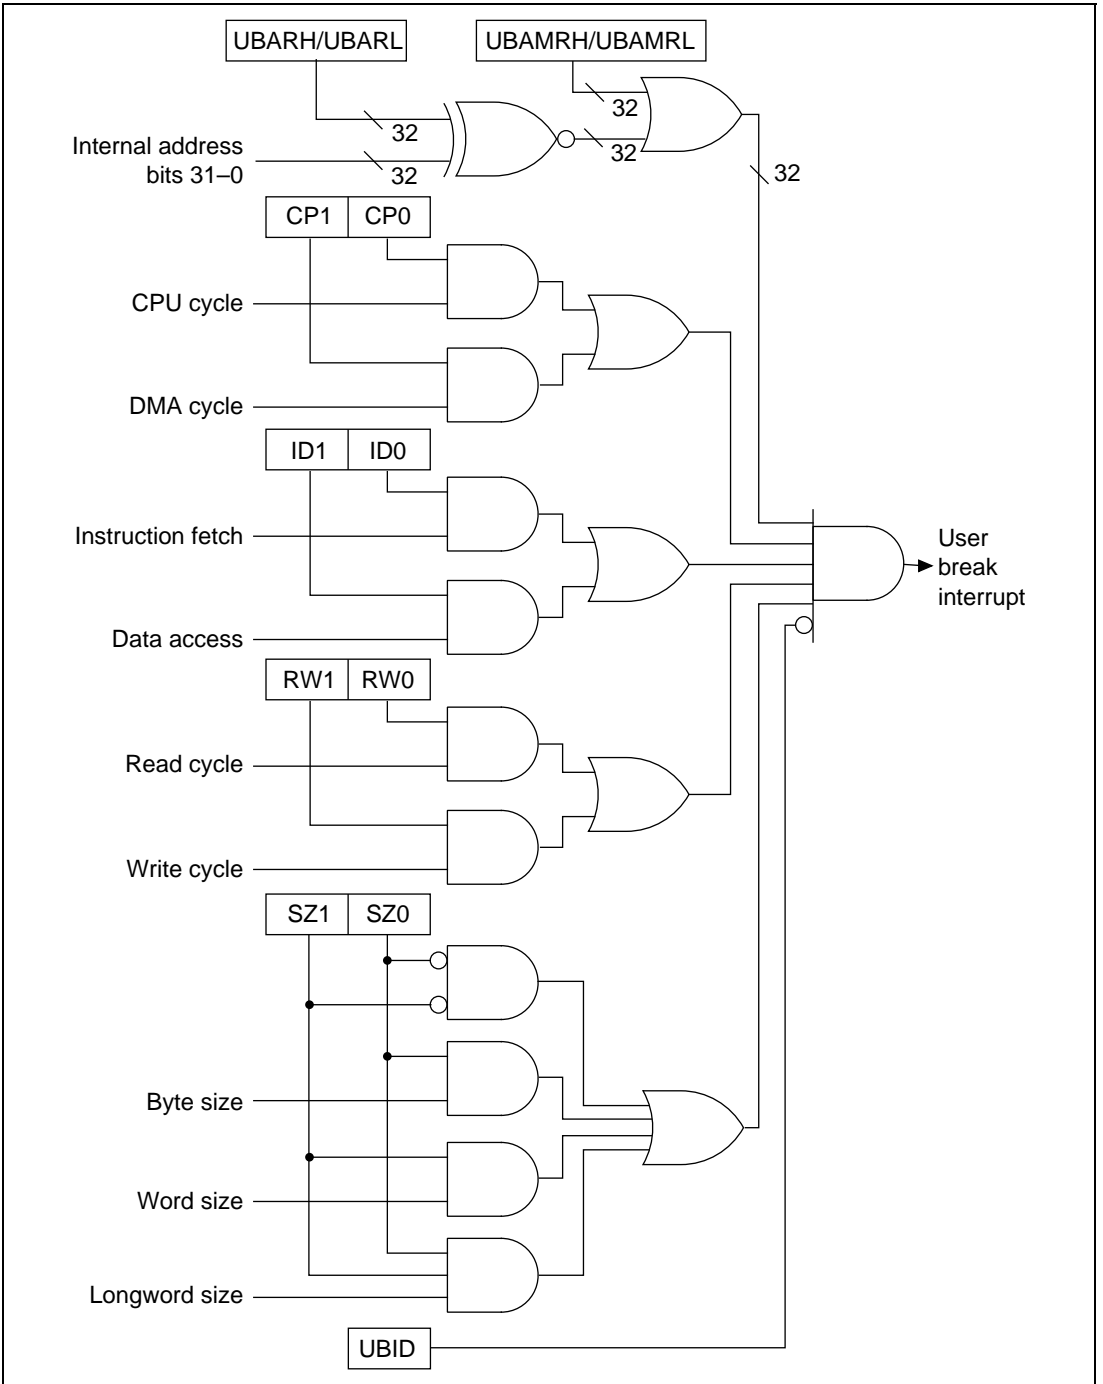 UBARH/UBARL
UBAMRH/UBAMRL
32
32
Internal address
bits 31–0
32
32
32
CP1
CP0
CPU cycle
DMA cycle
ID1
ID0
Instruction fetch
User
break
interrupt
Data access
RW1
RW0
Read cycle
Write cycle
SZ1
SZ0
Byte size
Word size
Longword size
UBID